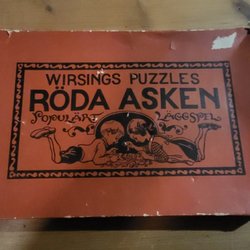 WIRSINGS PUZZLES
RÖDA ASKEN
POPULÄRT LÄGGSPEL